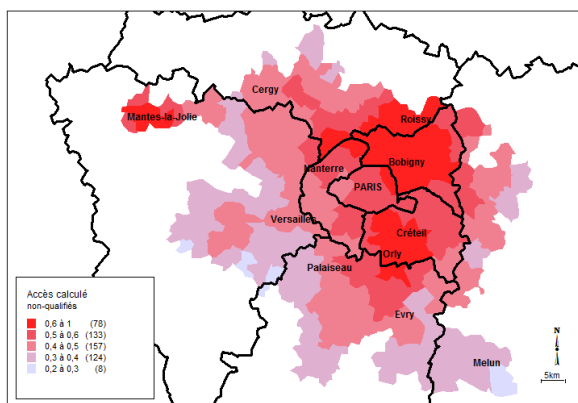 Cergy
Roissy
Mantes-la-Jolie
Bobigny
Nanterre
PARIS
Versailles
Créteil
Orly
Palaiseau
Evry
Melun
Accès calculé
non-qualifiés
0,6 à 1 (78)
0,5 à 0,6 (133)
0,4 à 0,5 (157)
0,3 à 0,4 (124)
0,2 à 0,3 (8)
N
5km